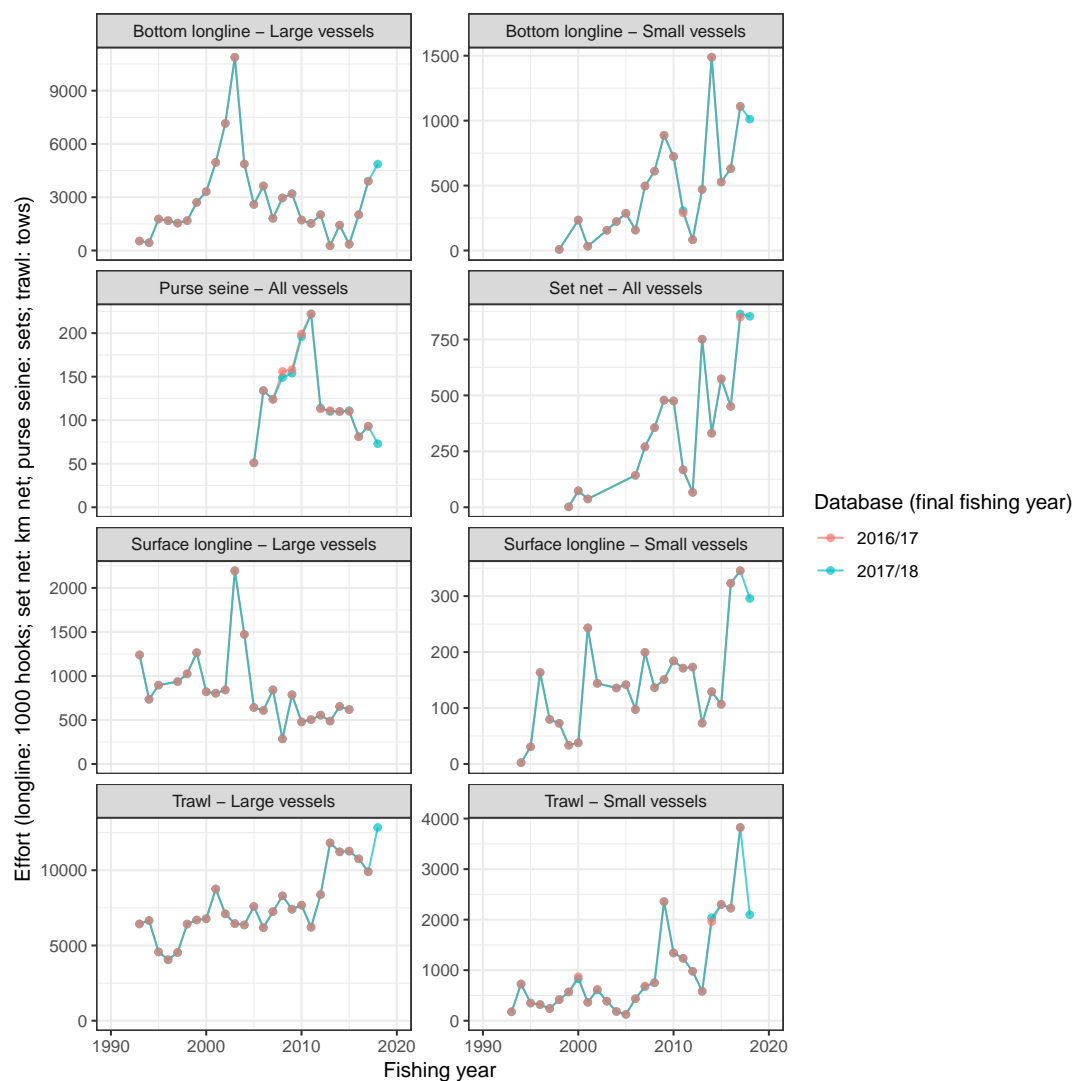 Bottom longline − Large vessels
Bottom longline − Small vessels
9000
6000
3000
0
1500
1000
500
0
Purse seine − All vessels
Set net − All vessels
200
150
100
50
0
750
500
250
0
Surface longline − Large vessels
Surface longline − Small vessels
2000
1500
1000
500
0
300
200
100
0
Trawl − Large vessels
Trawl − Small vessels
10000
5000
0
4000
3000
2000
1000
0
1990 2000 2010 2020
1990 2000 2010 2020
Fishing year
Effort (longline: 1000 hooks; set net: km net; purse seine: sets; trawl: tows)
Database (final fishing year)
2016/17
2017/18